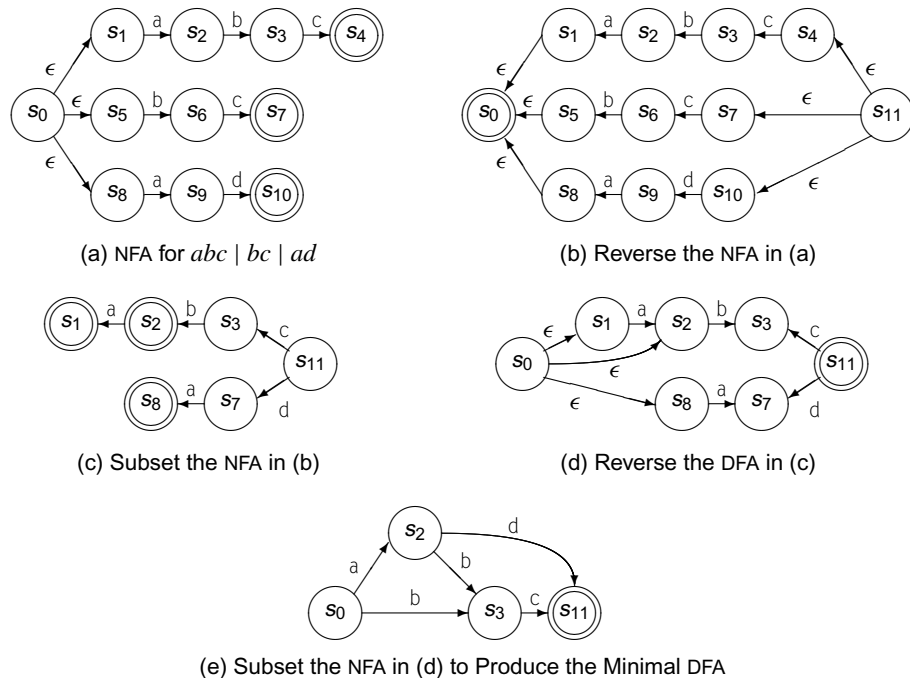 a b c
s1 s2 s3 s4
ϵ
b c
s0 ϵ s5 s6 s7
ϵ
a d
s8 s9 s10
(a) NFA for abc | bc | ad
a b c
s1 s2 s3 s4
ϵ ϵ
b c
s0 ϵ s5 s6 s7 ϵ s11
ϵ ϵ
a d
s8 s9 s10
(b) Reverse the NFA in (a)
a b
s1 s2 s3
c
s11
a
s8 s7 d
(c) Subset the NFA in (b)
a b
s1 s2 s3
ϵ c
s0 ϵ s11
ϵ a
s8 s7 d
(d) Reverse the DFA in (c)
d
s2
a b
b c
s0 s3 s11
(e) Subset the NFA in (d) to Produce the Minimal DFA